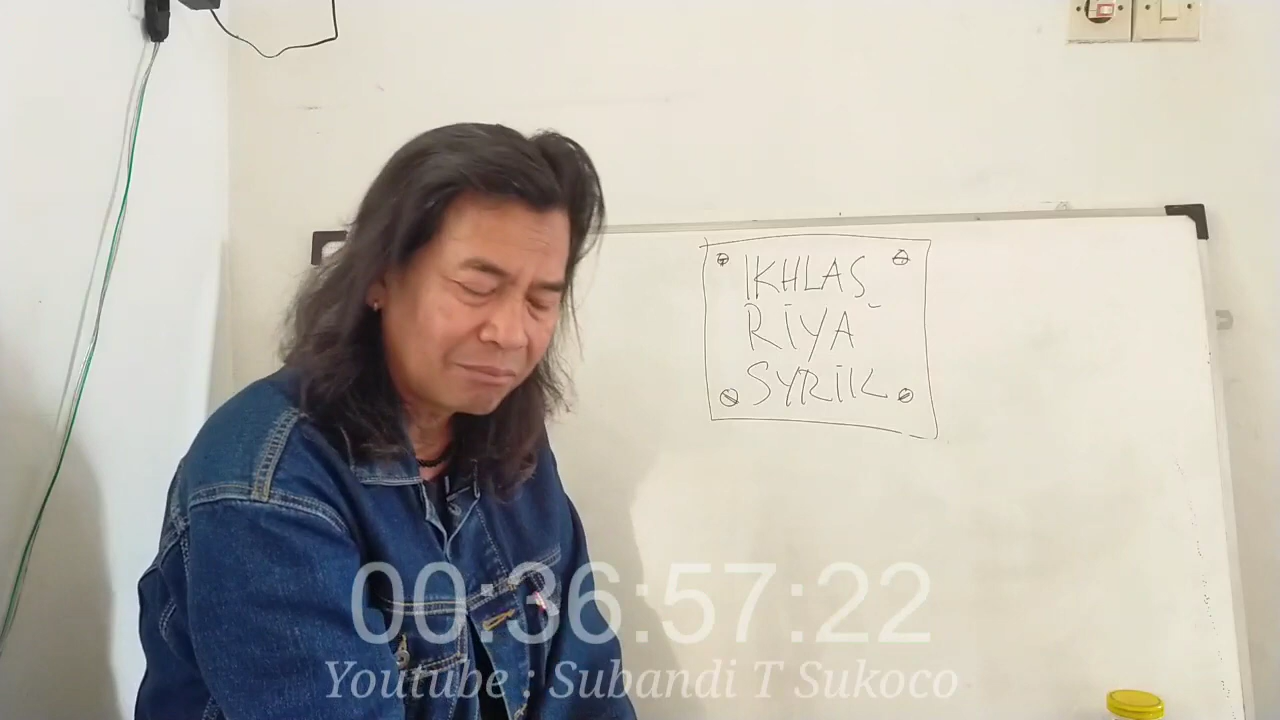 IKHLAS
RIYA
SYRIK
00:36:57:22
Youtube : Subandi T Sukoco